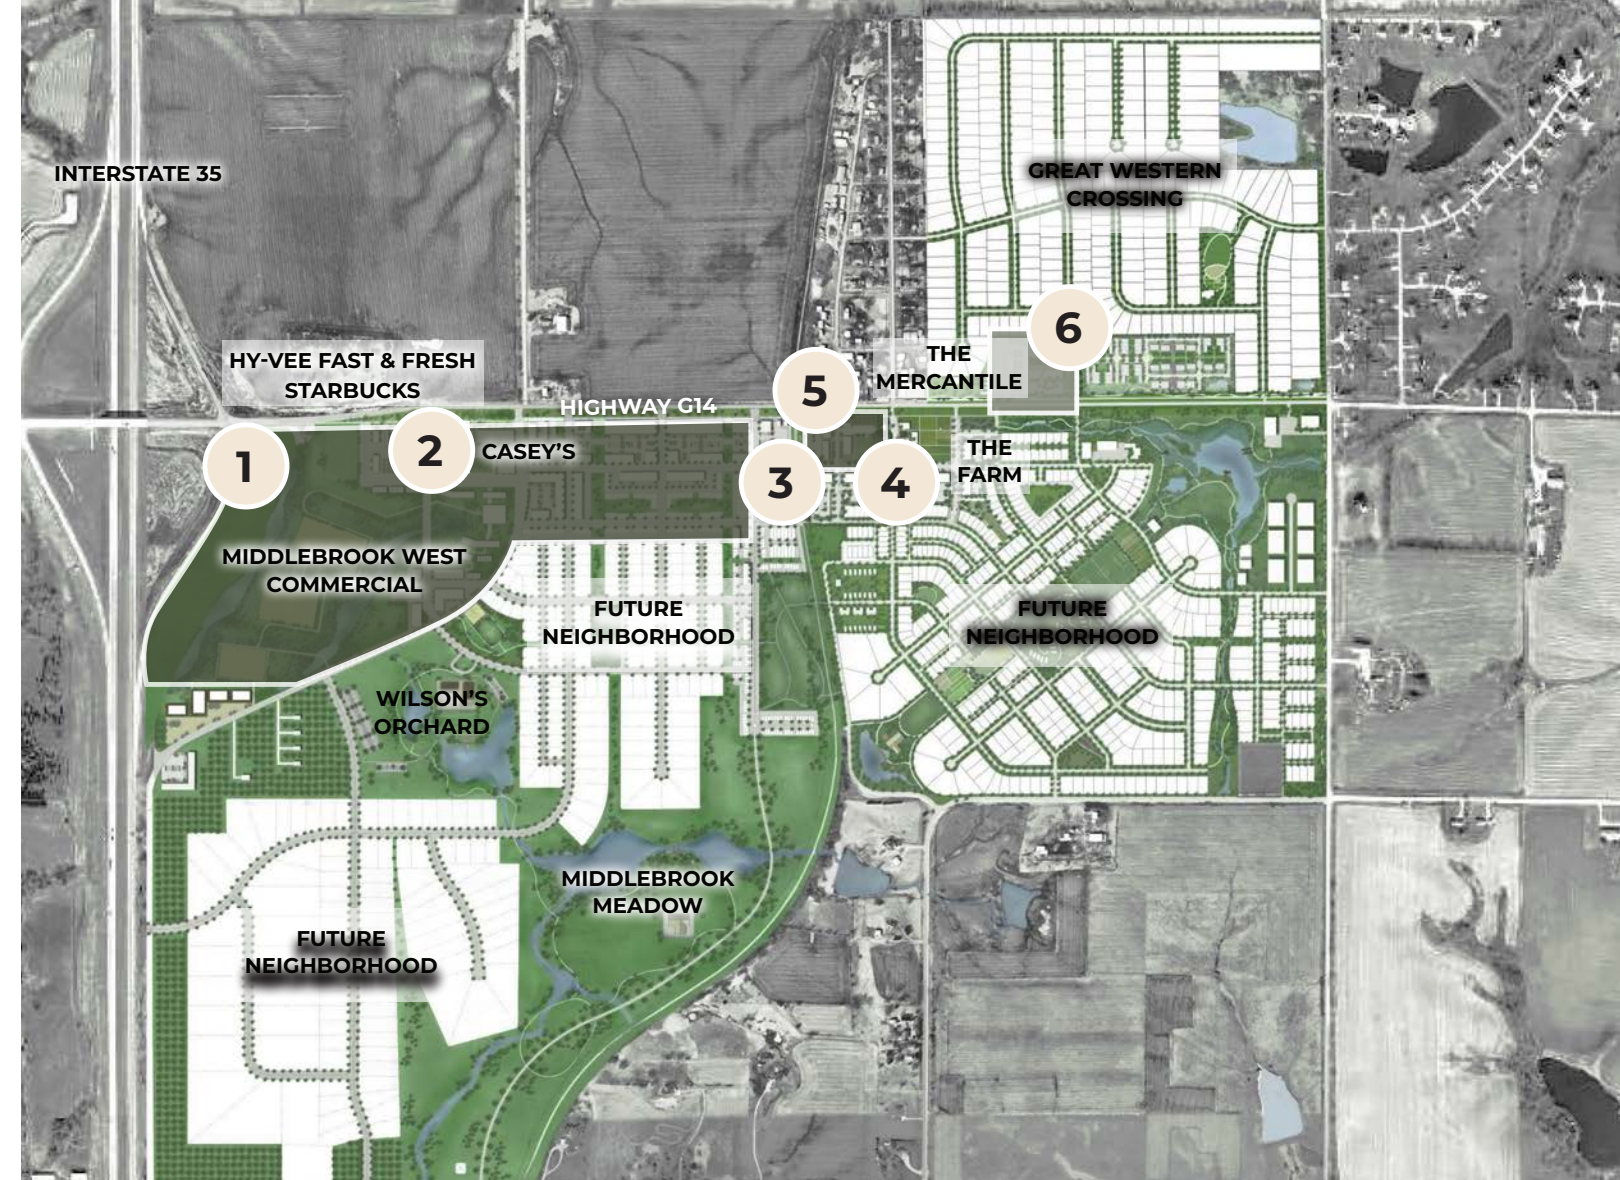 INTERSTATE 35
GREAT WESTERN
CROSSING
6
HY-VEE FAST & FRESH
STARBUCKS
THE
MERCANTILE
5
HIGHWAY G14
1
2
CASEY'S
3
4
THE
FARM
MIDDLEBROOK WEST
COMMERCIAL
FUTURE
NEIGHBORHOOD
FUTURE
NEIGHBORHOOD
WILSON'S
ORCHARD
MIDDLEBROOK
MEADOW
FUTURE
NEIGHBORHOOD